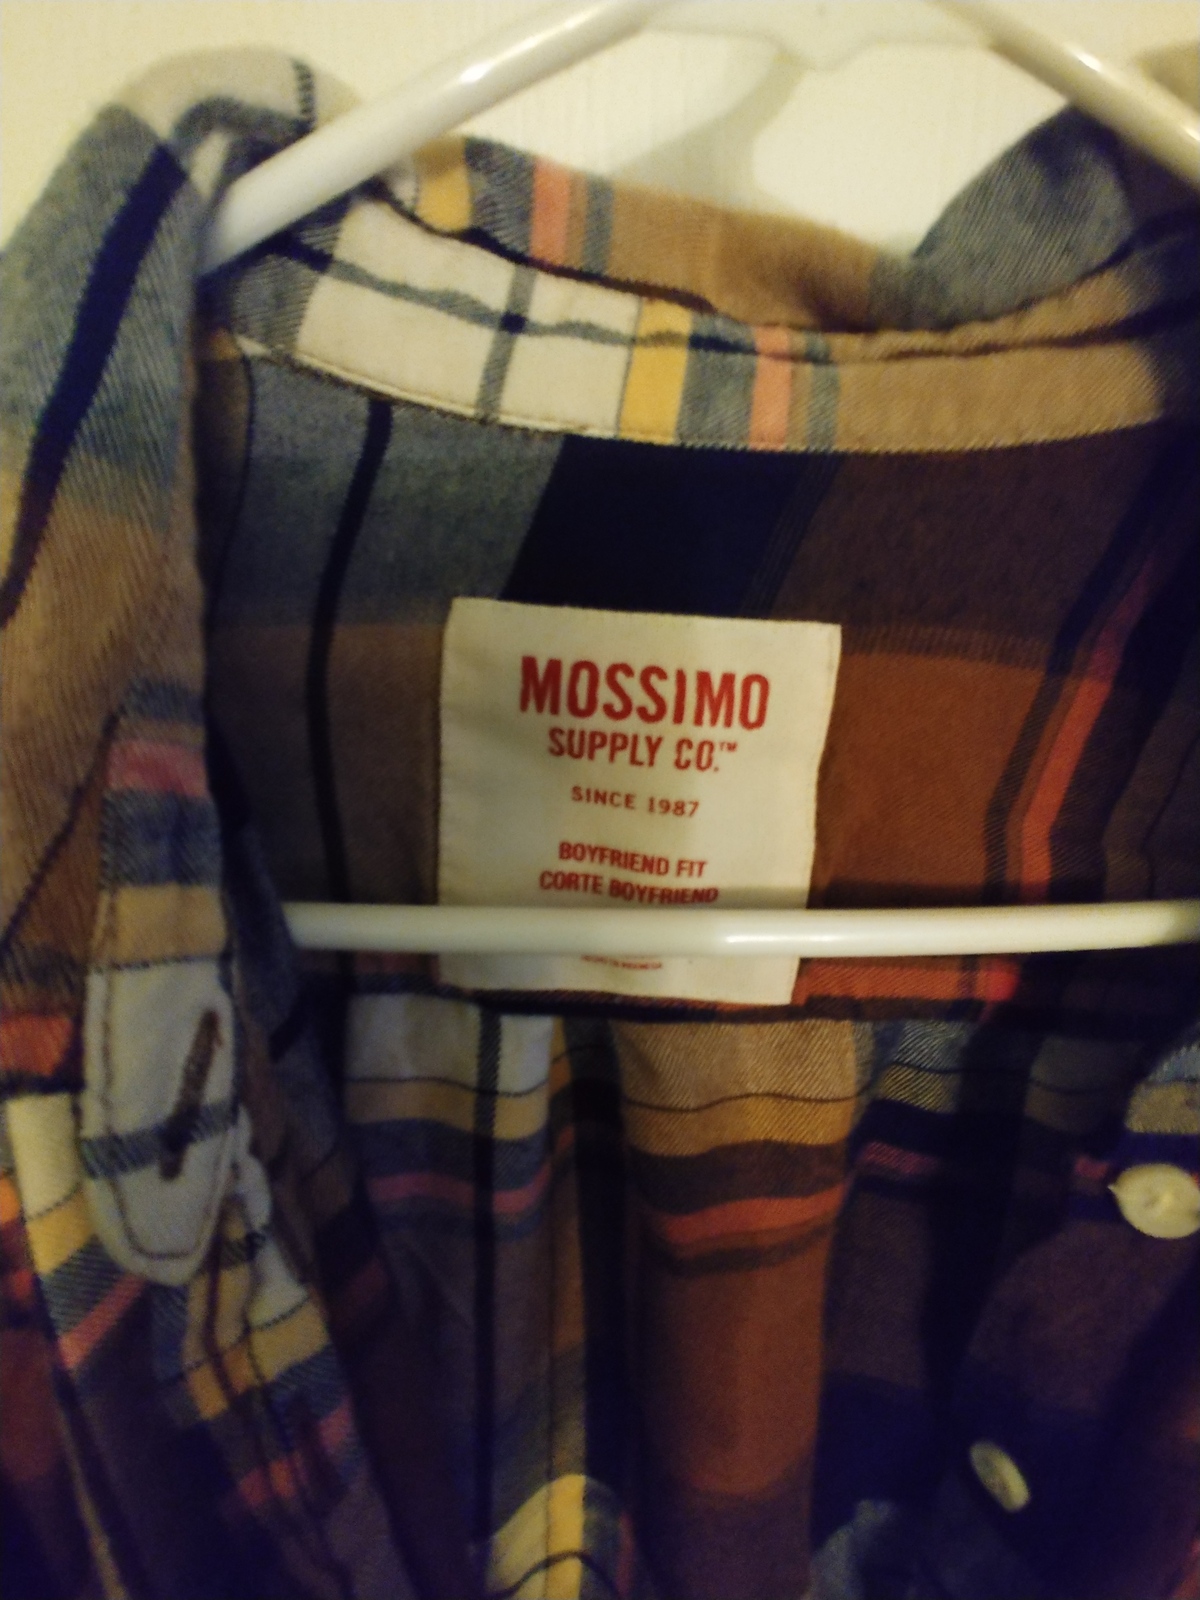 MOSSIMO
SUPPLY CO.™
SINCE 1987
BOYFRIEND FIT
CORTE BOYFRIEND